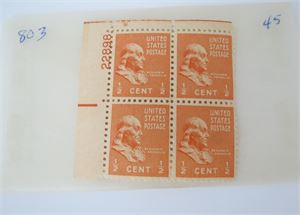 803
45
22898
UNITED
STATES
POSTAGE
BENJAMIN
FRANKLIN
1/2 CENT 1/2
UNITED
STATES
POSTAGE
BENJAMIN
FRANKLIN
1/2 CENT 1/2
UNITED
STATES
POSTAGE
BENJAMIN
FRANKLIN
1/2 CENT 1/2
UNITED
STATES
POSTAGE
BENJAMIN
FRANKLIN
1/2 CENT 1/2